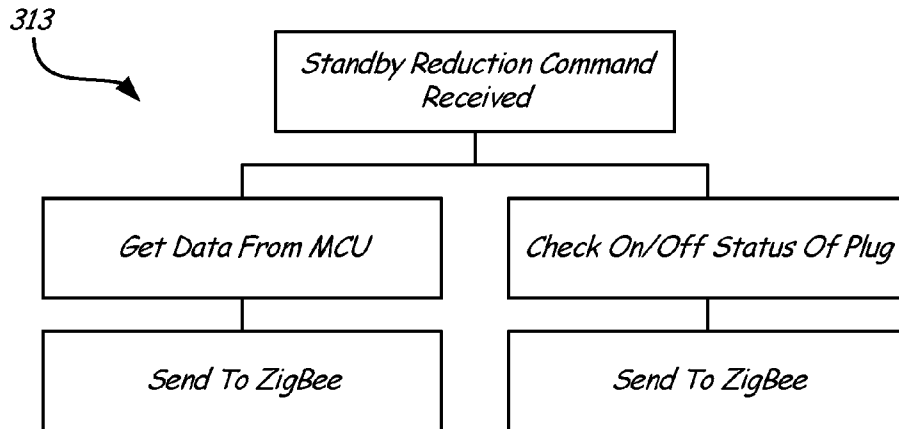 313
Standby Reduction Command
Received
Get Data From MCU
Check On/Off Status Of Plug
Send To ZigBee
Send To ZigBee